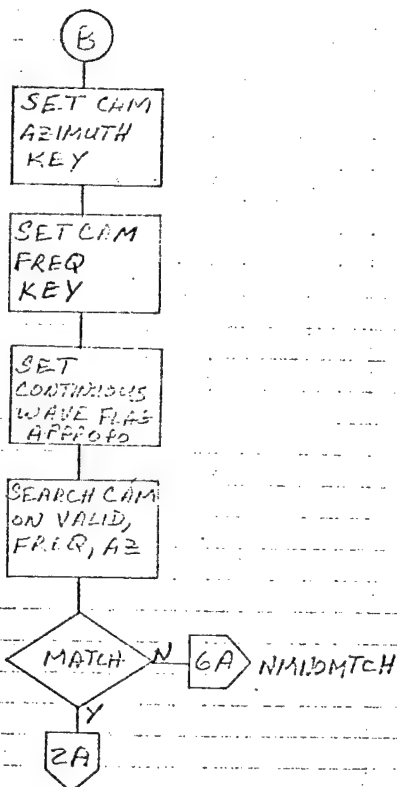 B
SET CAM
AZIMUTH
KEY
SET CAM
FREQ
KEY
SET
CONTINUOUS
WAVE FLAG
SEARCH CAM
ON VALID,
FREQ, AZ
MATCH
N
6A
Y
2A